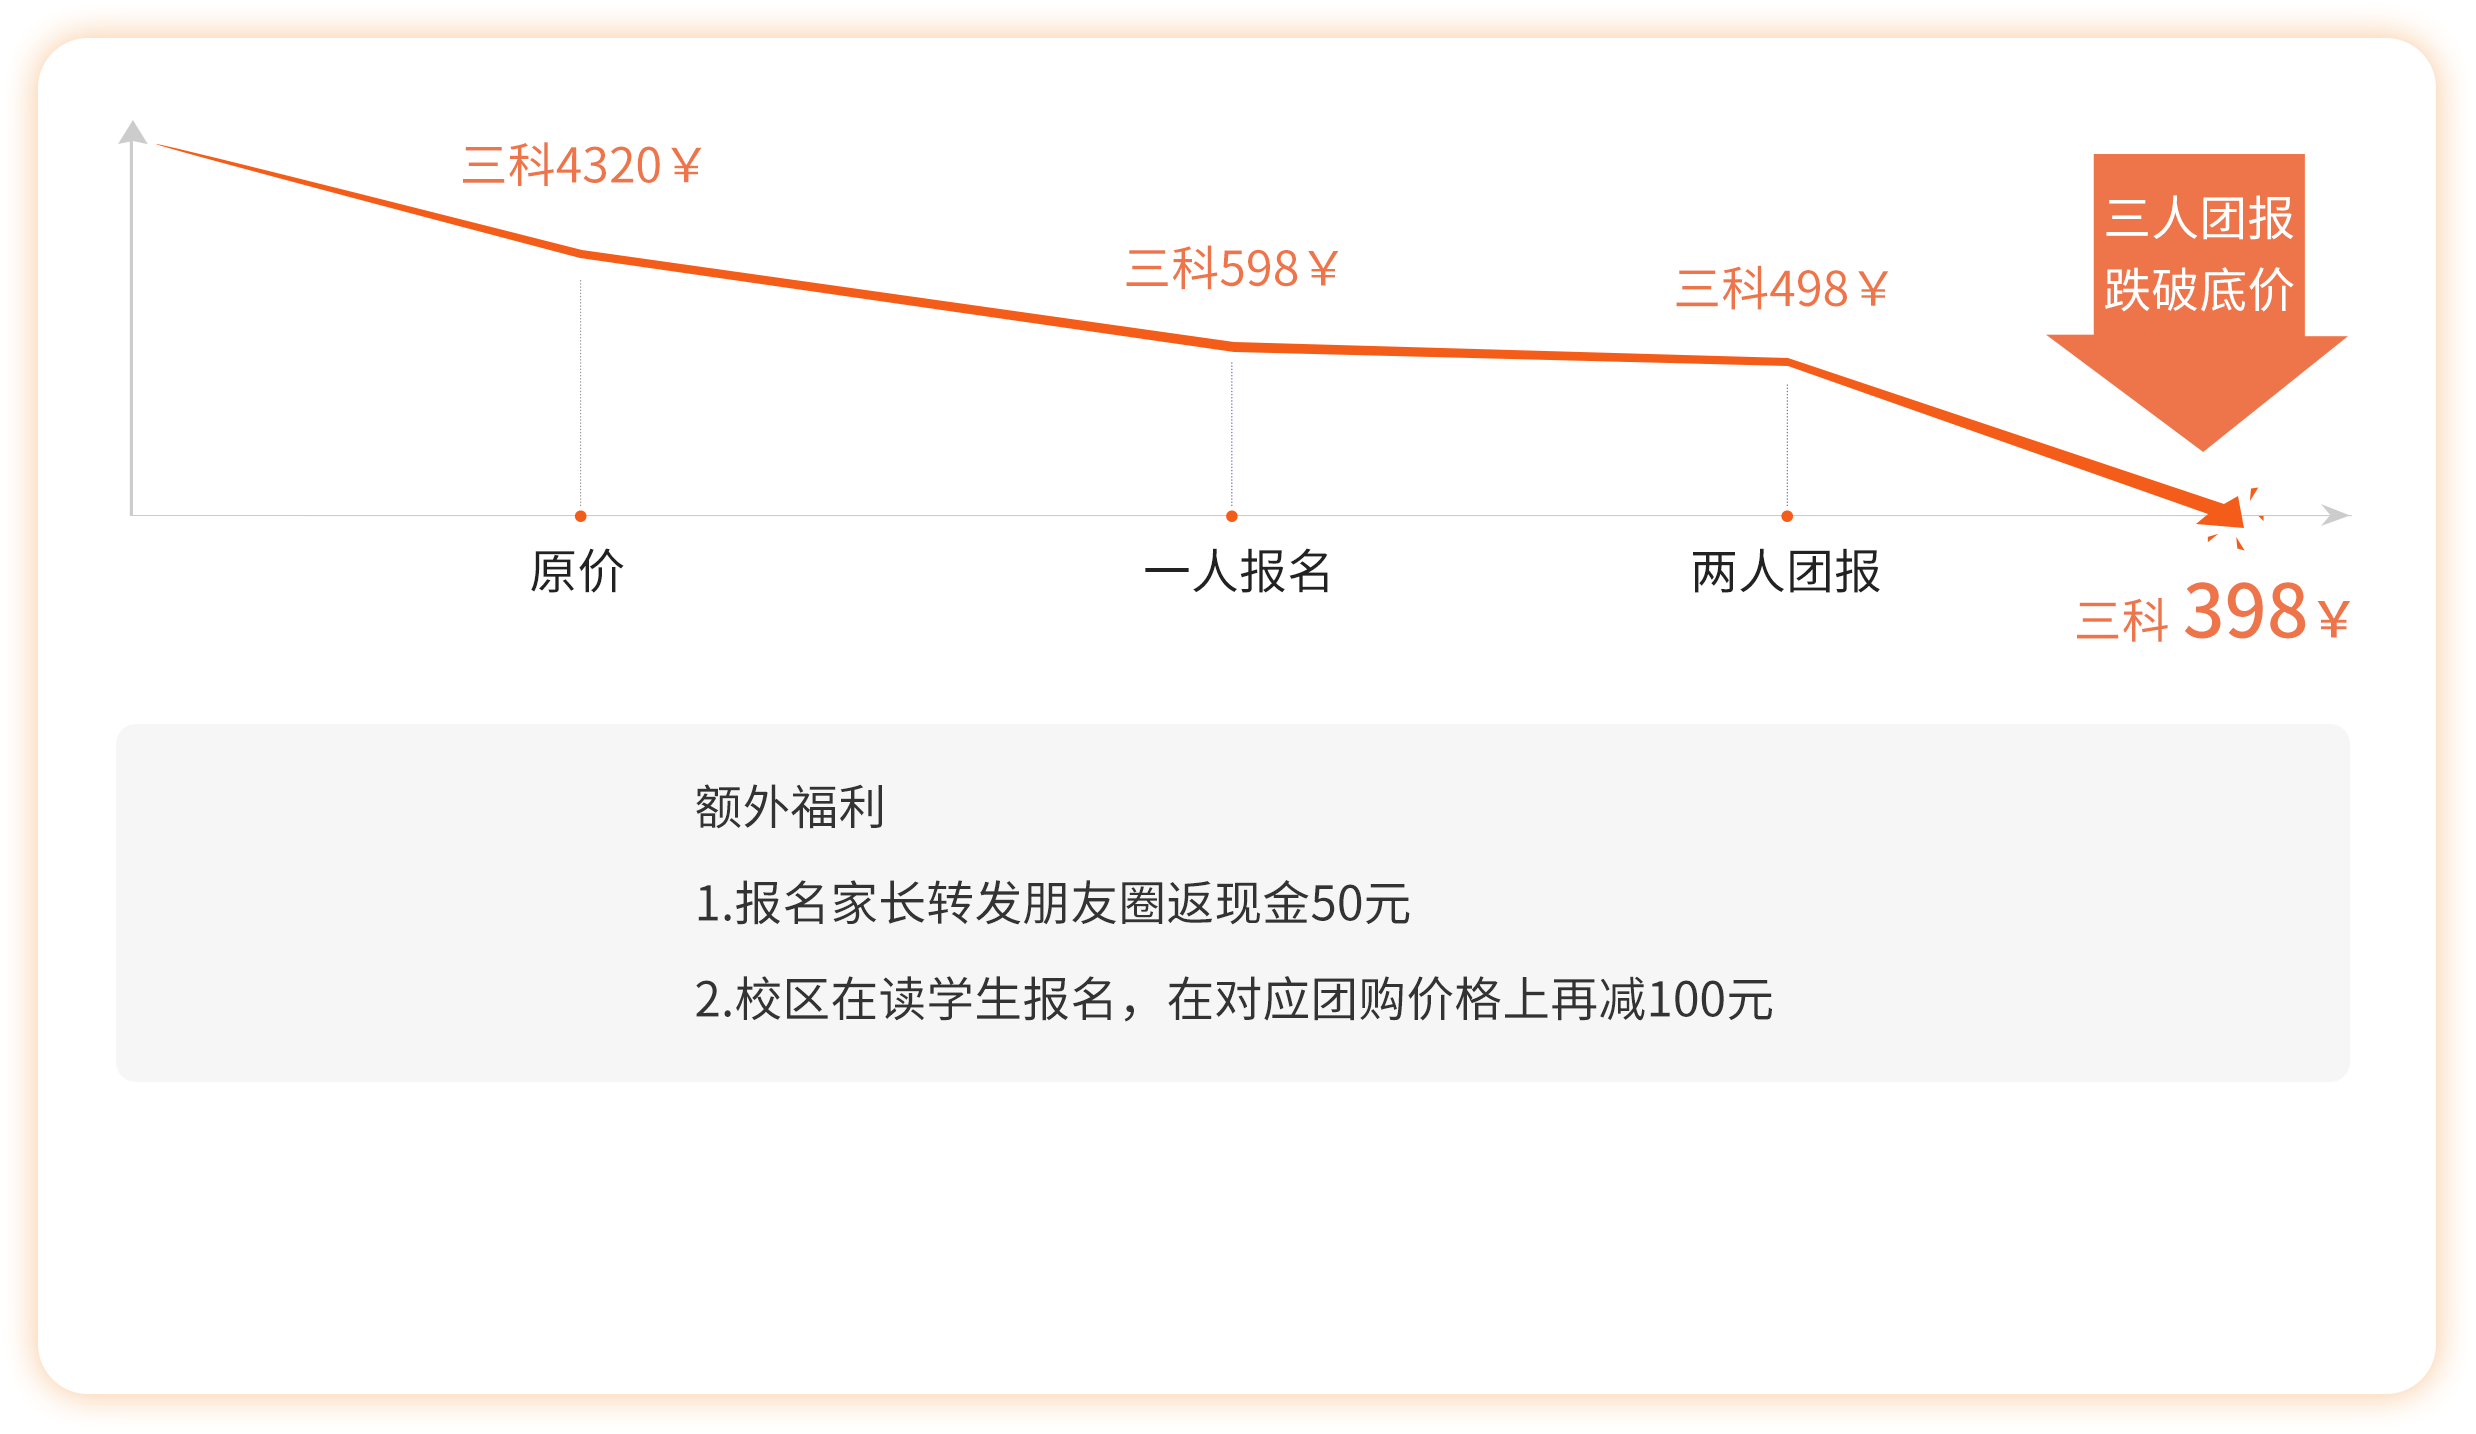 三科4320￥
三科598￥
三科498￥
三人团报
跌破底价
原价
一人报名
两人团报
三科 398￥
额外福利
1.报名家长转发朋友圈返现金50元
2.校区在读学生报名，在对应团购价格上再减100元